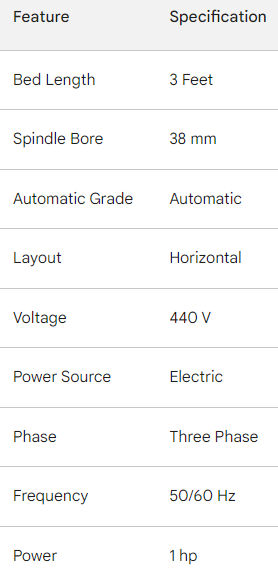 Feature Specification
Bed Length 3 Feet
Spindle Bore 38 mm
Automatic Grade Automatic
Layout Horizontal
Voltage 440 V
Power Source Electric
Phase Three Phase
Frequency 50/60 Hz
Power 1 hp